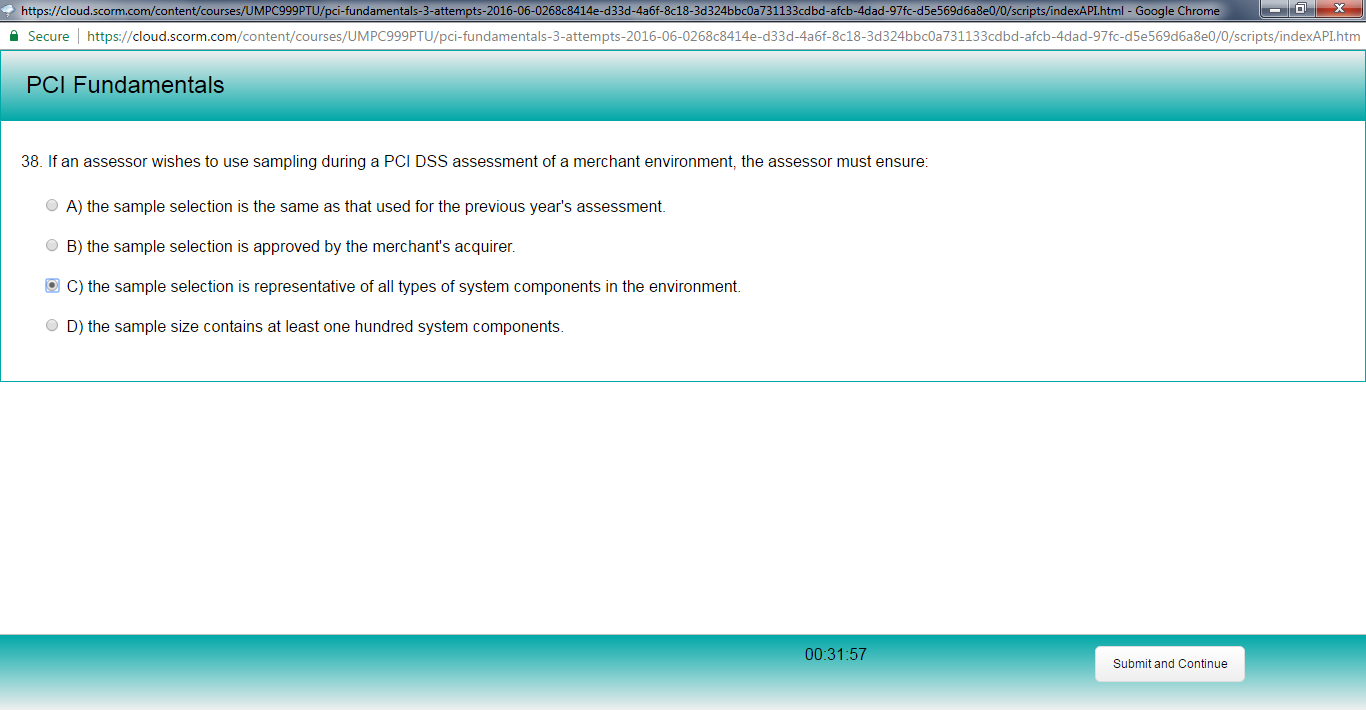 https://cloud.scorm.com/content/courses/UMPC999PTU/pci-fundamentals-3-attempts-2016-06-0268c8414e-d33d-4a6f-8c18-3d324bbc0a731133cdbd-afcb-4dad-97fc-d5e569d6a8e0/0/scripts/indexAPI.html - Google Chrome
Secure | https://cloud.scorm.com/content/courses/UMPC999PTU/pci-fundamentals-3-attempts-2016-06-0268c8414e-d33d-4a6f-8c18-3d324bbc0a731133cdbd-afcb-4dad-97fc-d5e569d6a8e0/0/scripts/indexAPI.htm
PCI Fundamentals
38. If an assessor wishes to use sampling during a PCI DSS assessment of a merchant environment, the assessor must ensure:
A) the sample selection is the same as that used for the previous year's assessment.
B) the sample selection is approved by the merchant's acquirer.
C) the sample selection is representative of all types of system components in the environment.
D) the sample size contains at least one hundred system components.
00:31:57
Submit and Continue